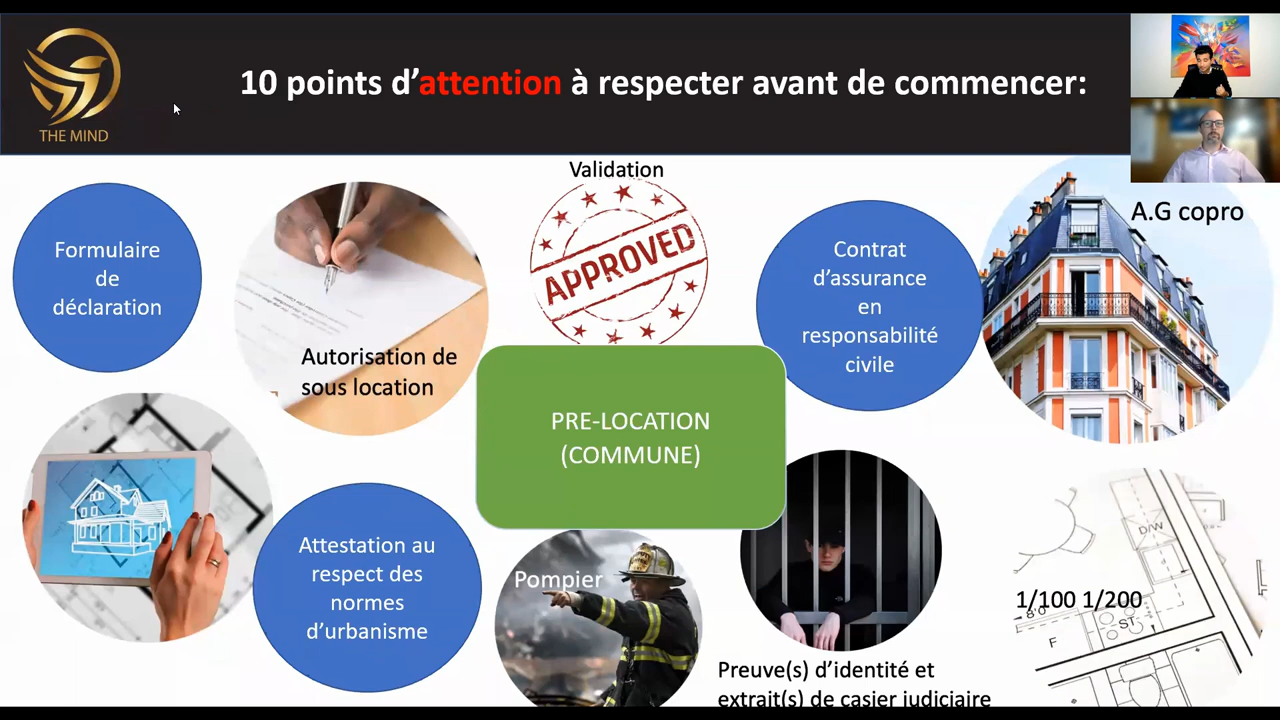 THE MIND
10 points d'attention à respecter avant de commencer:
Formulaire
de
déclaration
Autorisation de
sous location
Validation
APPROVED
Contrat
d'assurance
en
responsabilité
civile
A.G copro
PRE-LOCATION
(COMMUNE)
Attestation au
respect des
normes
d'urbanisme
Pompier
Preuve(s) d'identité et
extrait(s) de casier judiciaire
1/100 1/200
D/W
ST.
F